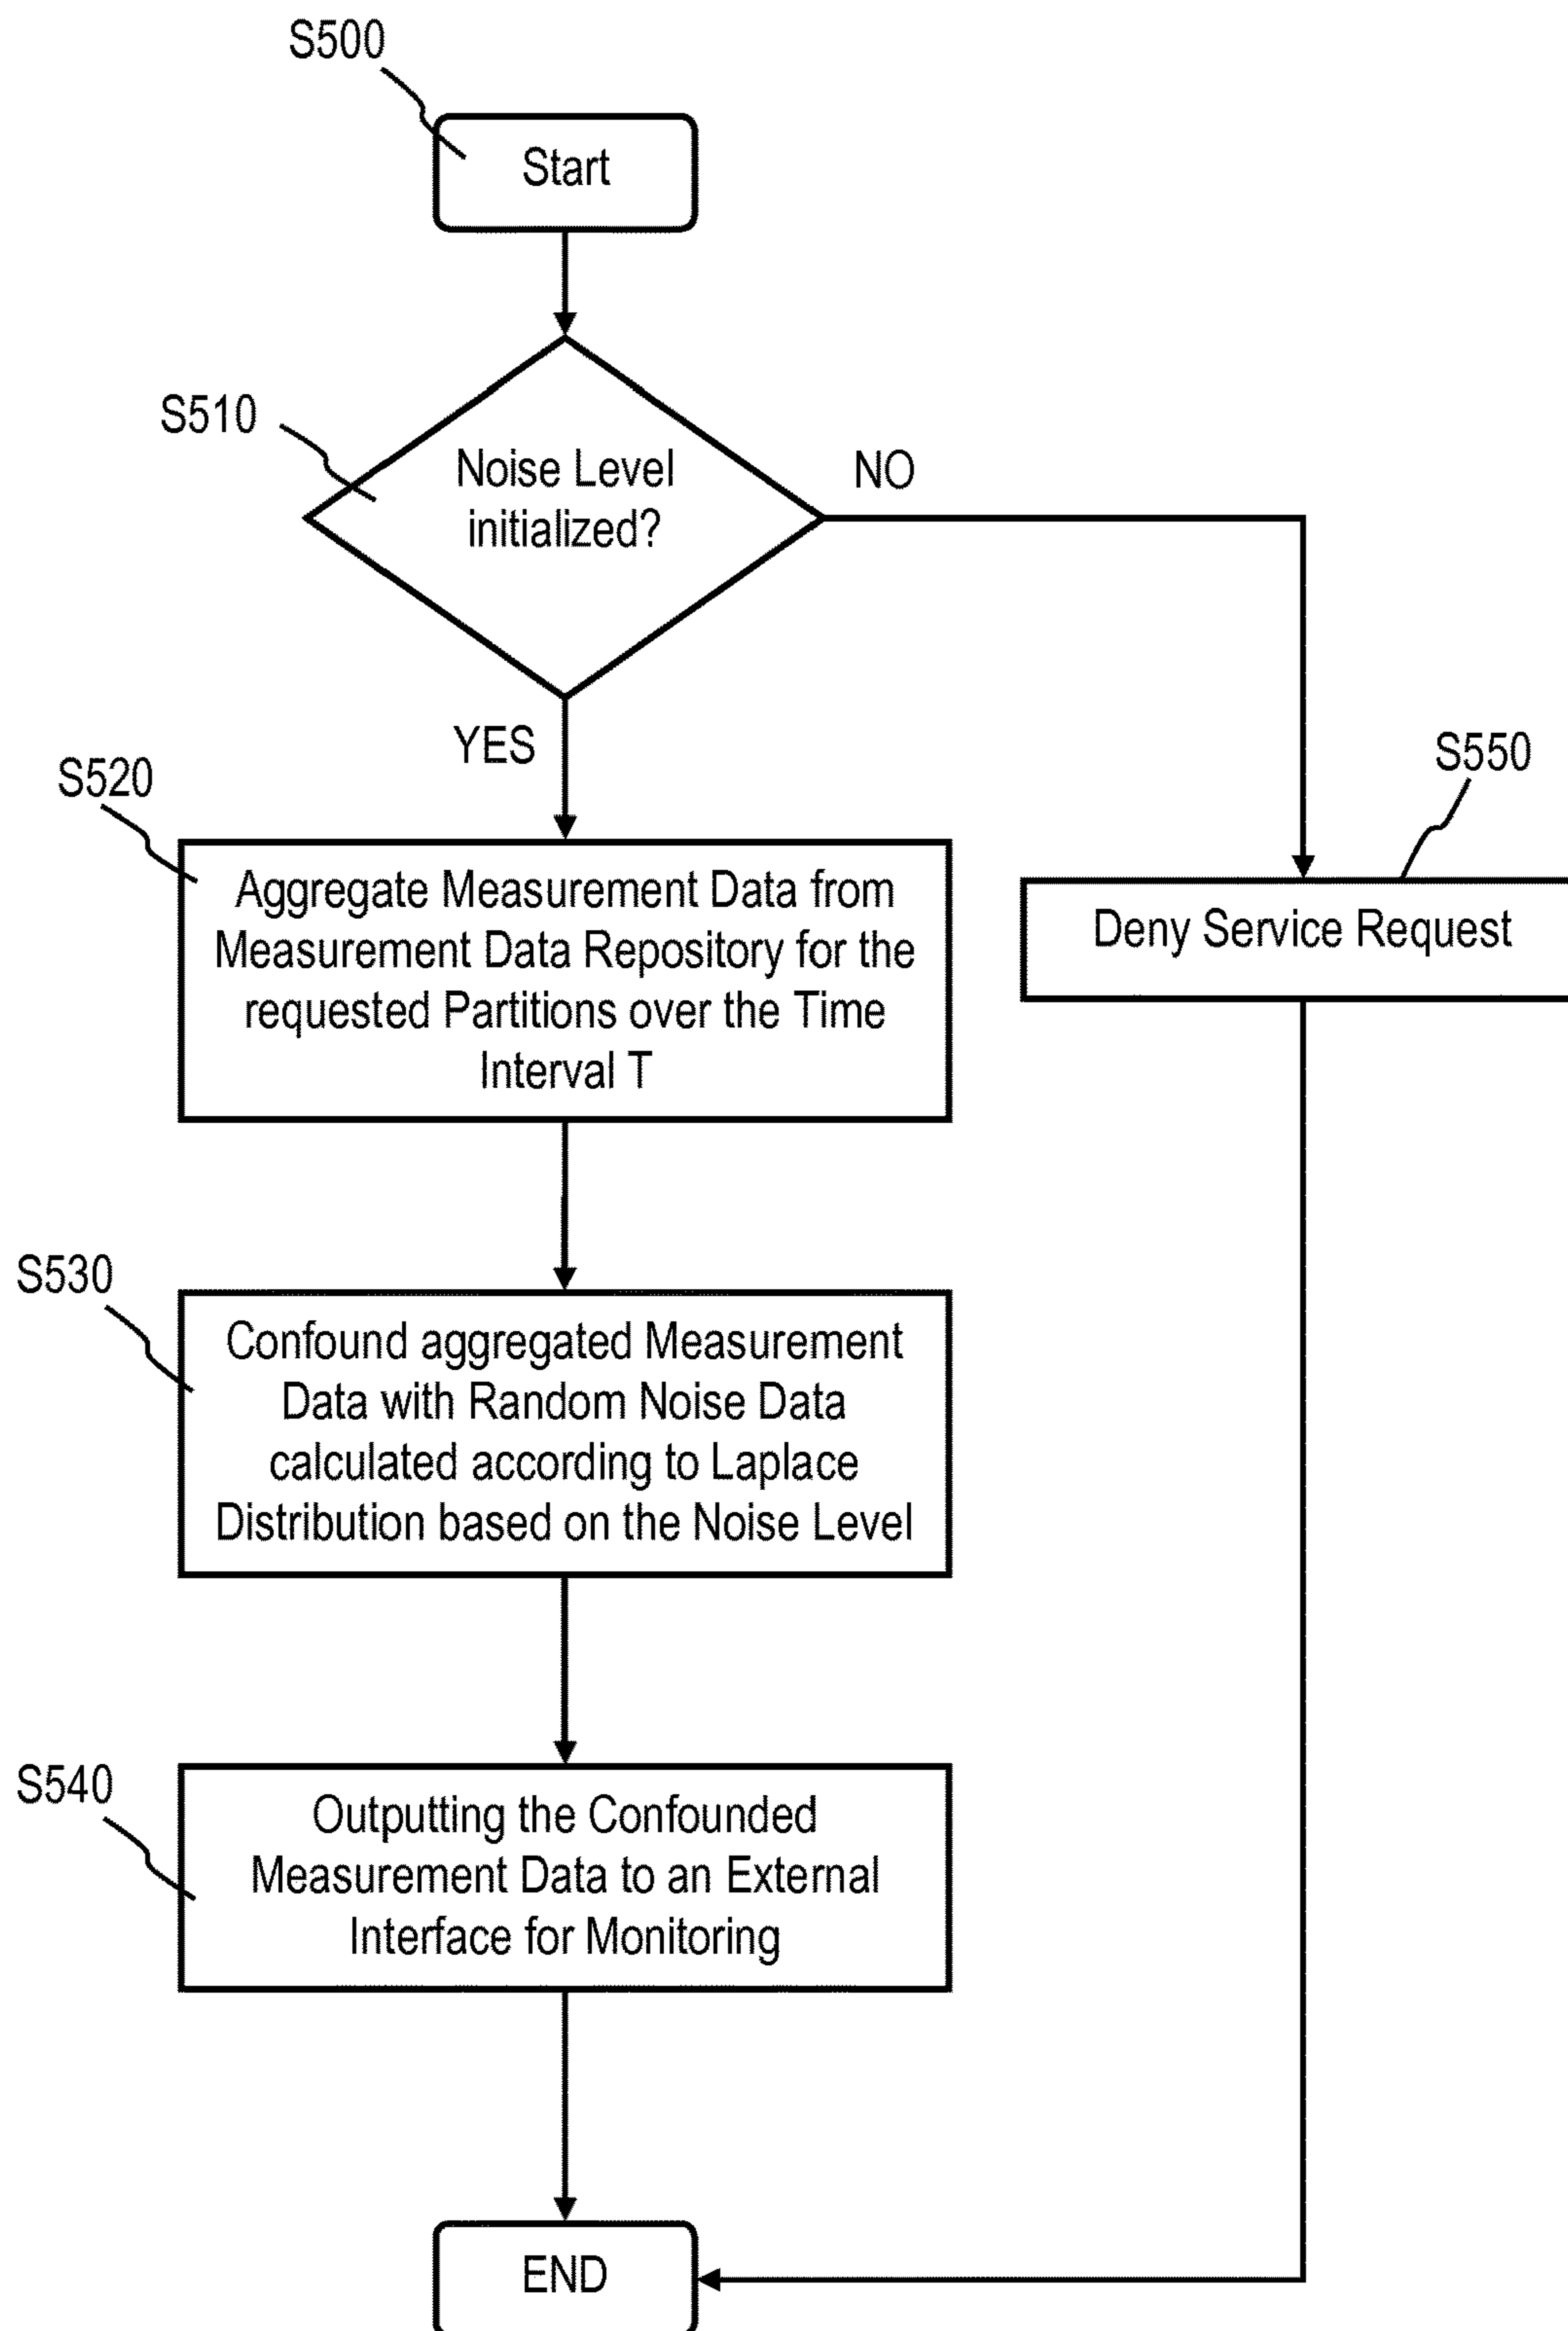 S500
Start
S510
Noise Level
initialized?
NO
YES
S520
Aggregate Measurement Data from
Measurement Data Repository for the
requested Partitions over the Time
Interval T
S550
Deny Service Request
S530
Confound aggregated Measurement
Data with Random Noise Data
calculated according to Laplace
Distribution based on the Noise Level
S540
Outputting the Confounded
Measurement Data to an External
Interface for Monitoring
END